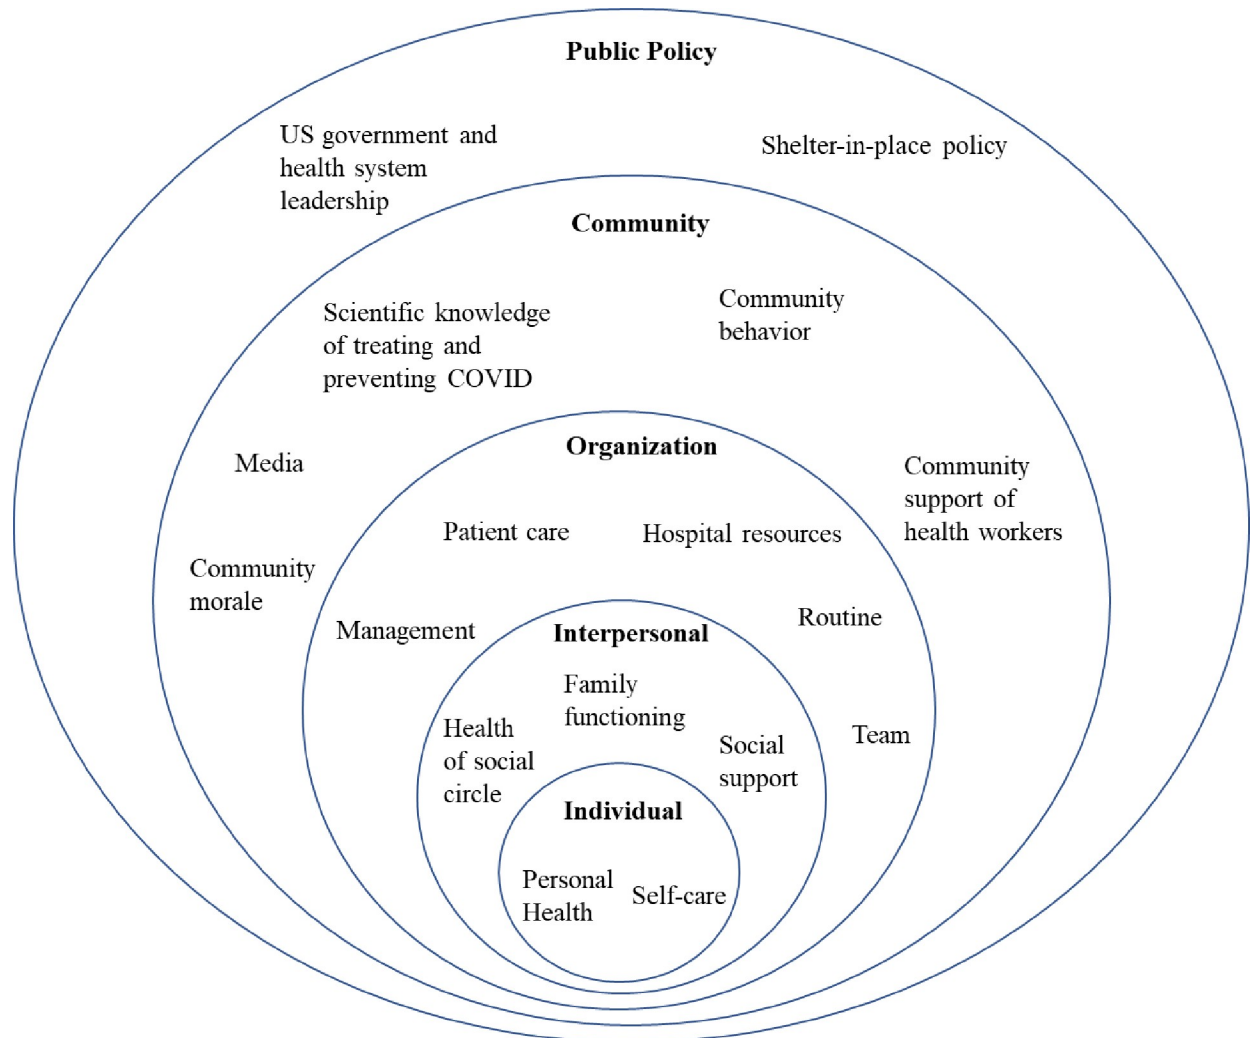 Public Policy
US government and
health system
leadership
Shelter-in-place policy
Community
Scientific knowledge
of treating and
preventing COVID
Community
behavior
Media
Community
support of
health workers
Community
morale
Organization
Patient care
Hospital resources
Management
Routine
Team
Interpersonal
Family
functioning
Health
of social
circle
Social
support
Individual
Personal
Health
Self-care